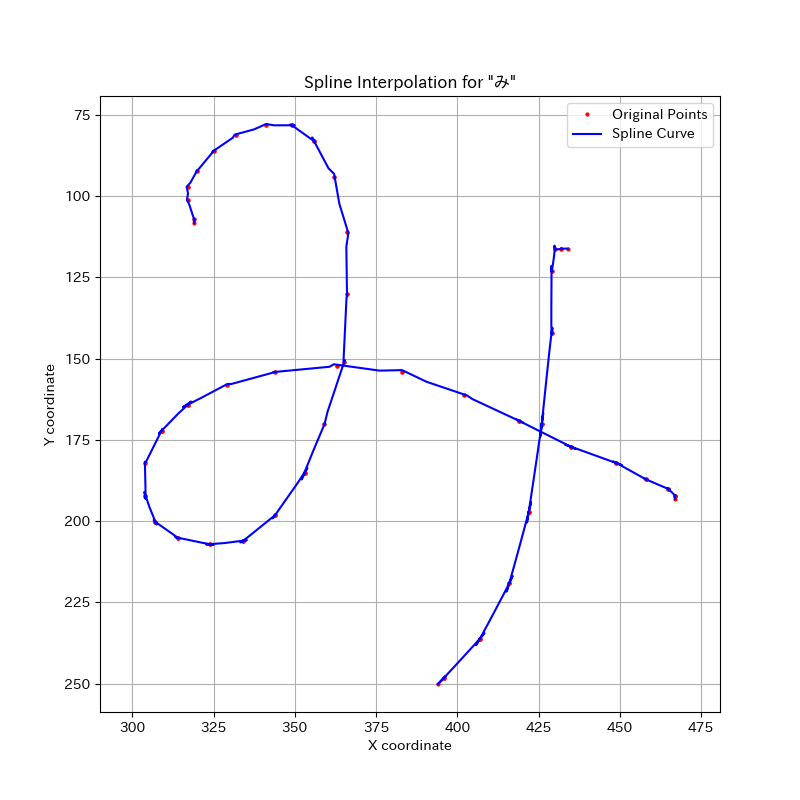 Spline Interpolation for "み"
Original Points
Spline Curve
Y coordinate
75
100
125
150
175
200
225
250
み
300 325 350 375 400 425 450 475
X coordinate